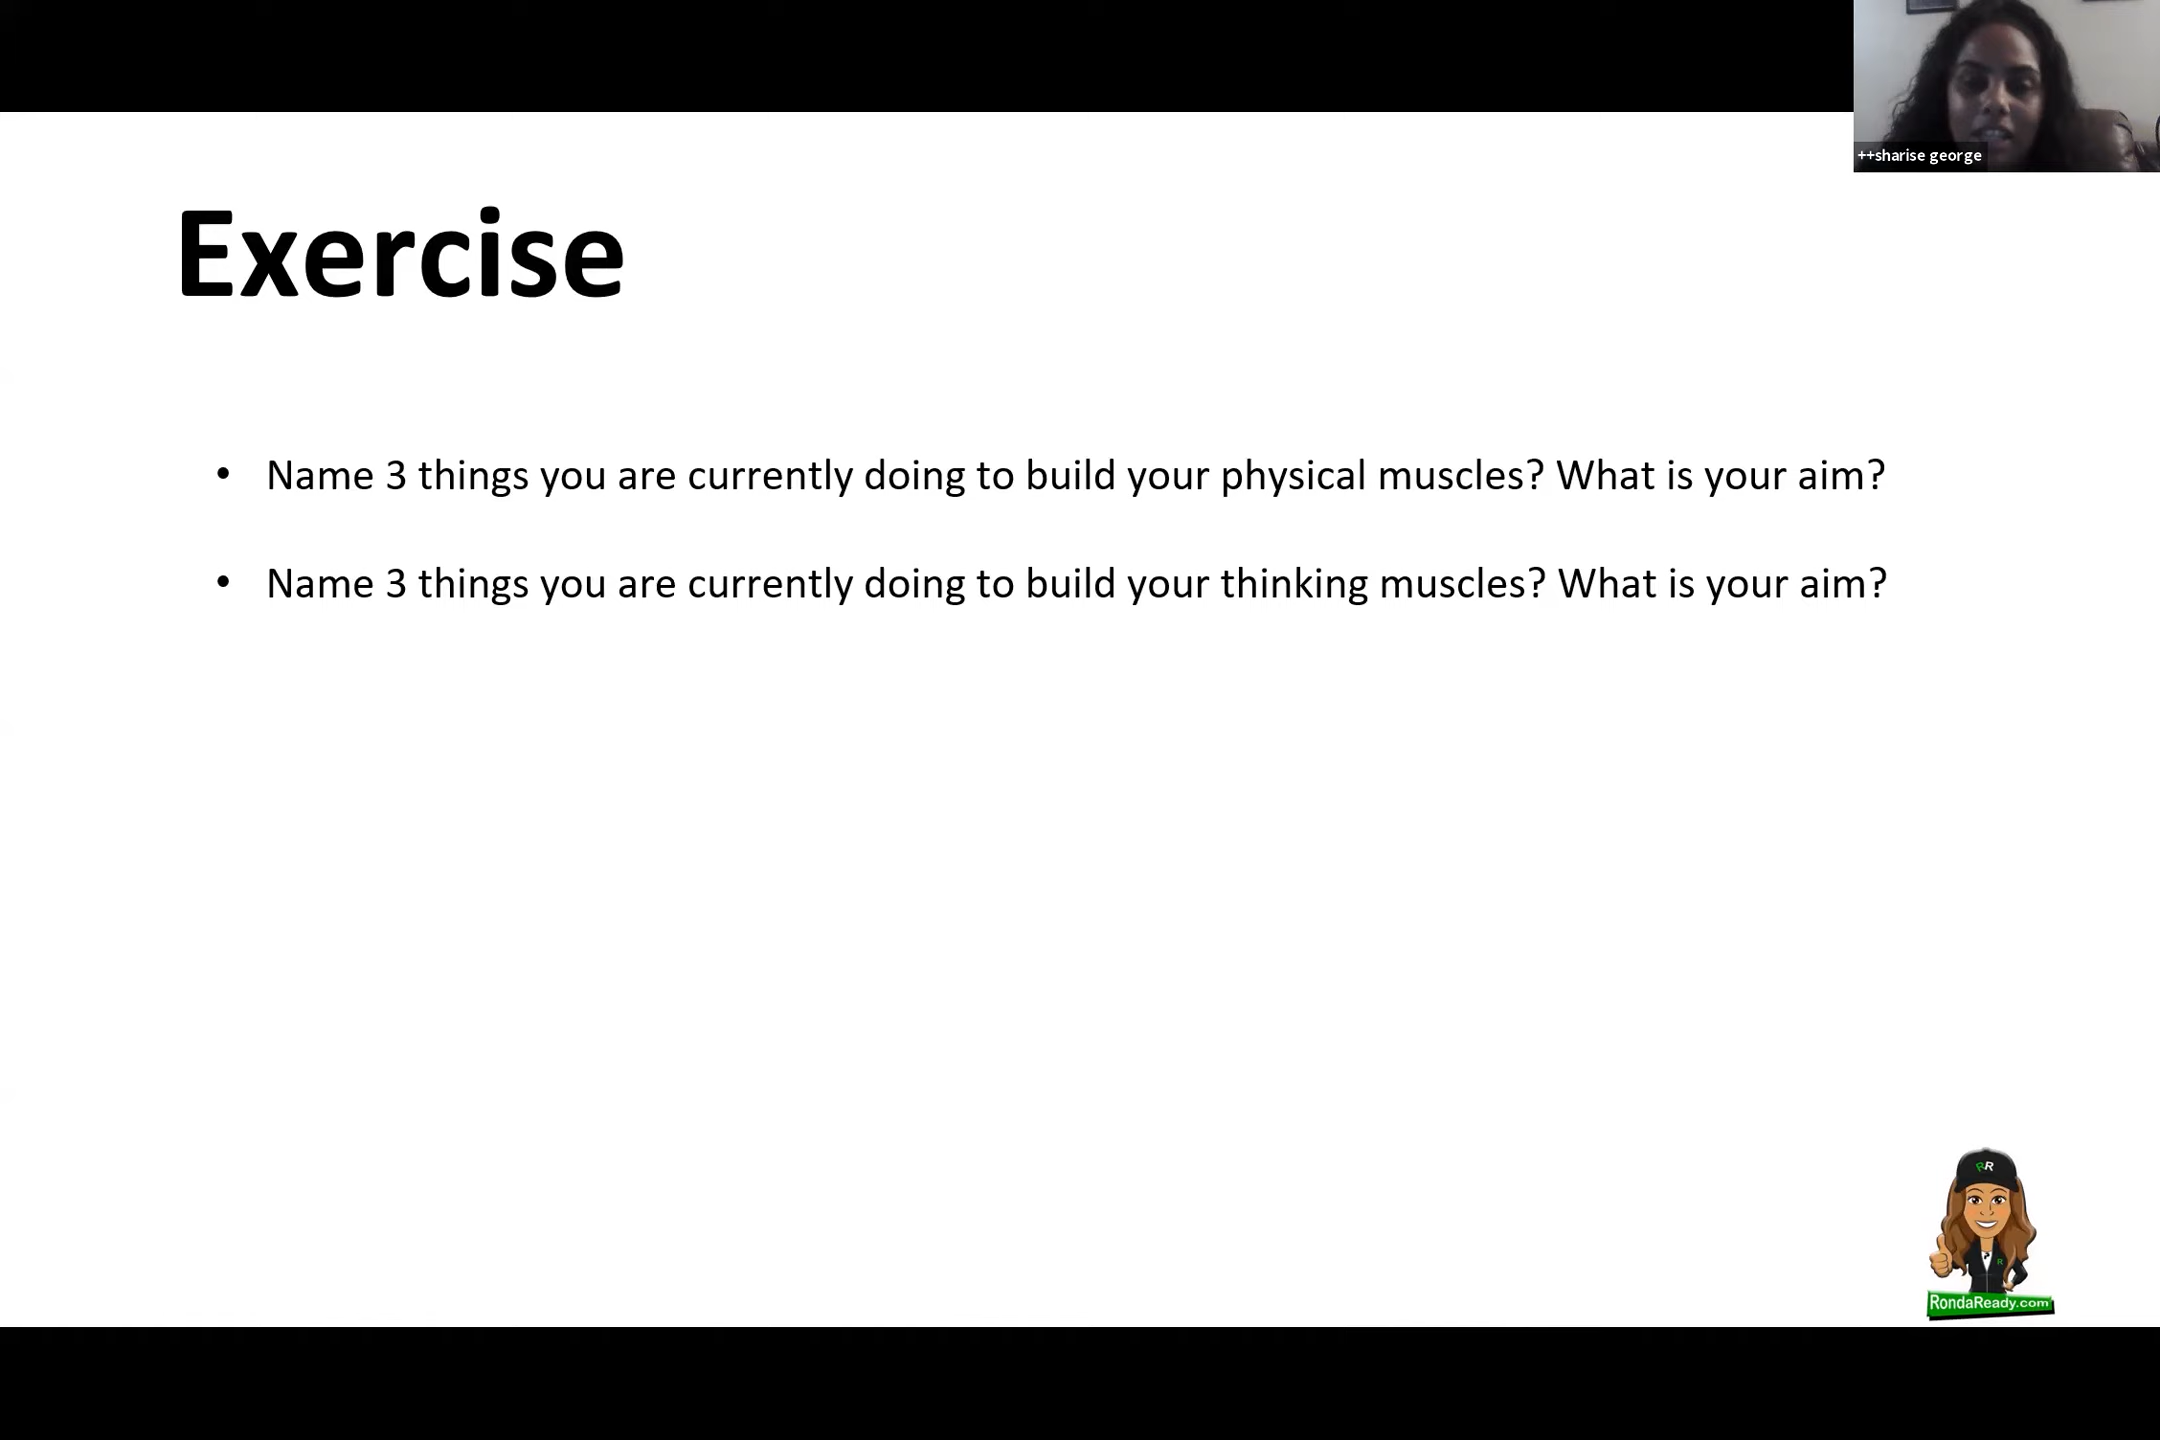 ++sharise george
Exercise
• Name 3 things you are currently doing to build your physical muscles? What is your aim?
• Name 3 things you are currently doing to build your thinking muscles? What is your aim?
RR
R
RondaReady.com